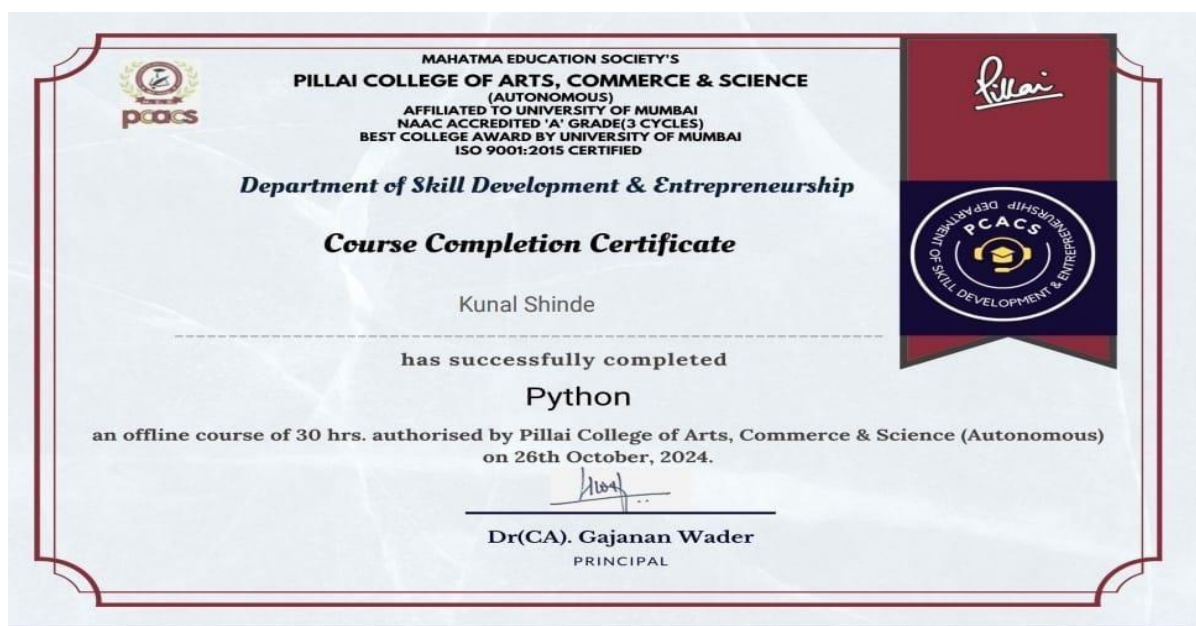 MAHATMA EDUCATION SOCIETY'S
PILLAI COLLEGE OF ARTS, COMMERCE & SCIENCE
(AUTONOMOUS)
AFFILIATED TO UNIVERSITY OF MUMBAI
NAAC ACCREDITED 'A' GRADE(3 CYCLES)
BEST COLLEGE AWARD BY UNIVERSITY OF MUMBAI
ISO 9001:2015 CERTIFIED
pcacs
Pillai
Department of Skill Development & Entrepreneurship
PCACS
DEPARTMENT OF SKILL DEVELOPMENT & ENTREPRENEURSHIP
Course Completion Certificate
Kunal Shinde
has successfully completed
Python
an offline course of 30 hrs. authorised by Pillai College of Arts, Commerce & Science (Autonomous)
on 26th October, 2024.
Dr(CA). Gajanan Wader
PRINCIPAL